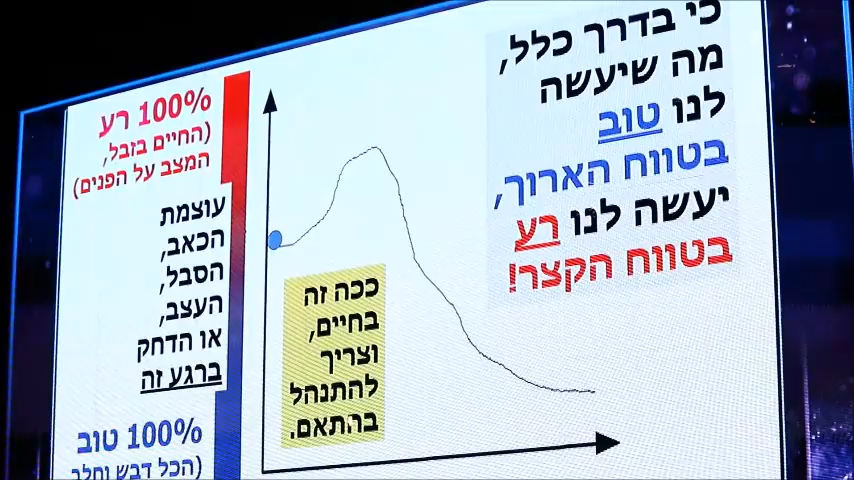 כי בדרך כלל,
מה שיעשה
לנו טוב
בטווח הארוך,
יעשה לנו רע
בטווח הקצר!
100% רע
(החיים בזבל,
המצב על הפנים)
עוצמת
הכאב,
הסבל,
העצב,
או הדחק
ברגע זה
100% טוב
(הכל דבש וחלב
ככה זה
בחיים,
וצריך
להתנהל
בהתאם.